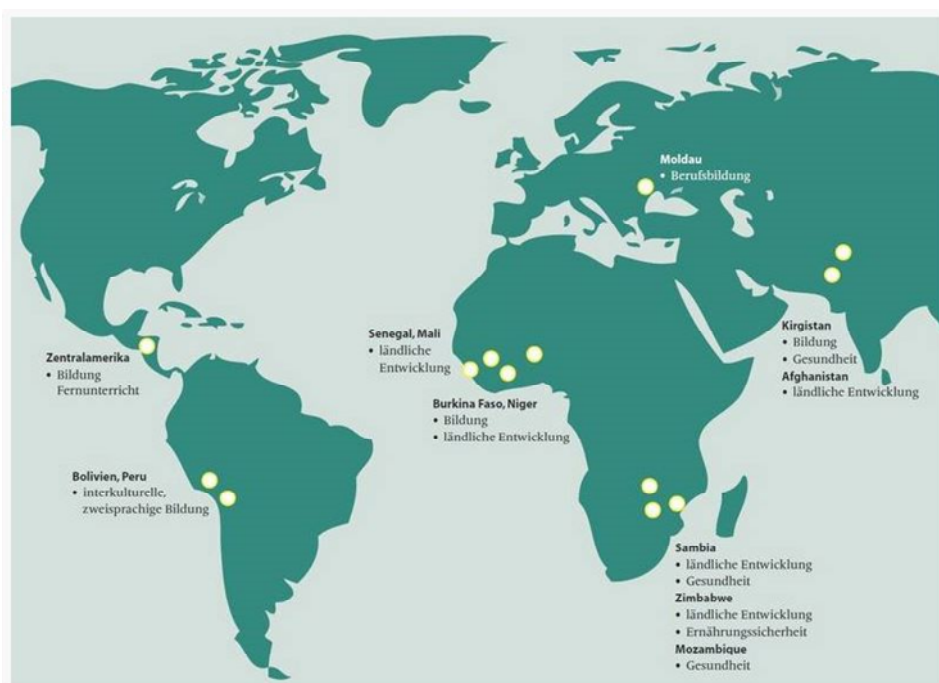 Moldau
• Berufsbildung
Kirgistan
• Bildung
• Gesundheit
Afghanistan
• ländliche Entwicklung
Senegal, Mali
• ländliche
Entwicklung
Zentralamerika
• Bildung
Fernunterricht
Burkina Faso, Niger
• Bildung
• ländliche Entwicklung
Bolivien, Peru
• interkulturelle,
zweisprachige Bildung
Sambia
• ländliche Entwicklung
• Gesundheit
Zimbabwe
• ländliche Entwicklung
• Ernährungssicherheit
Mozambique
• Gesundheit